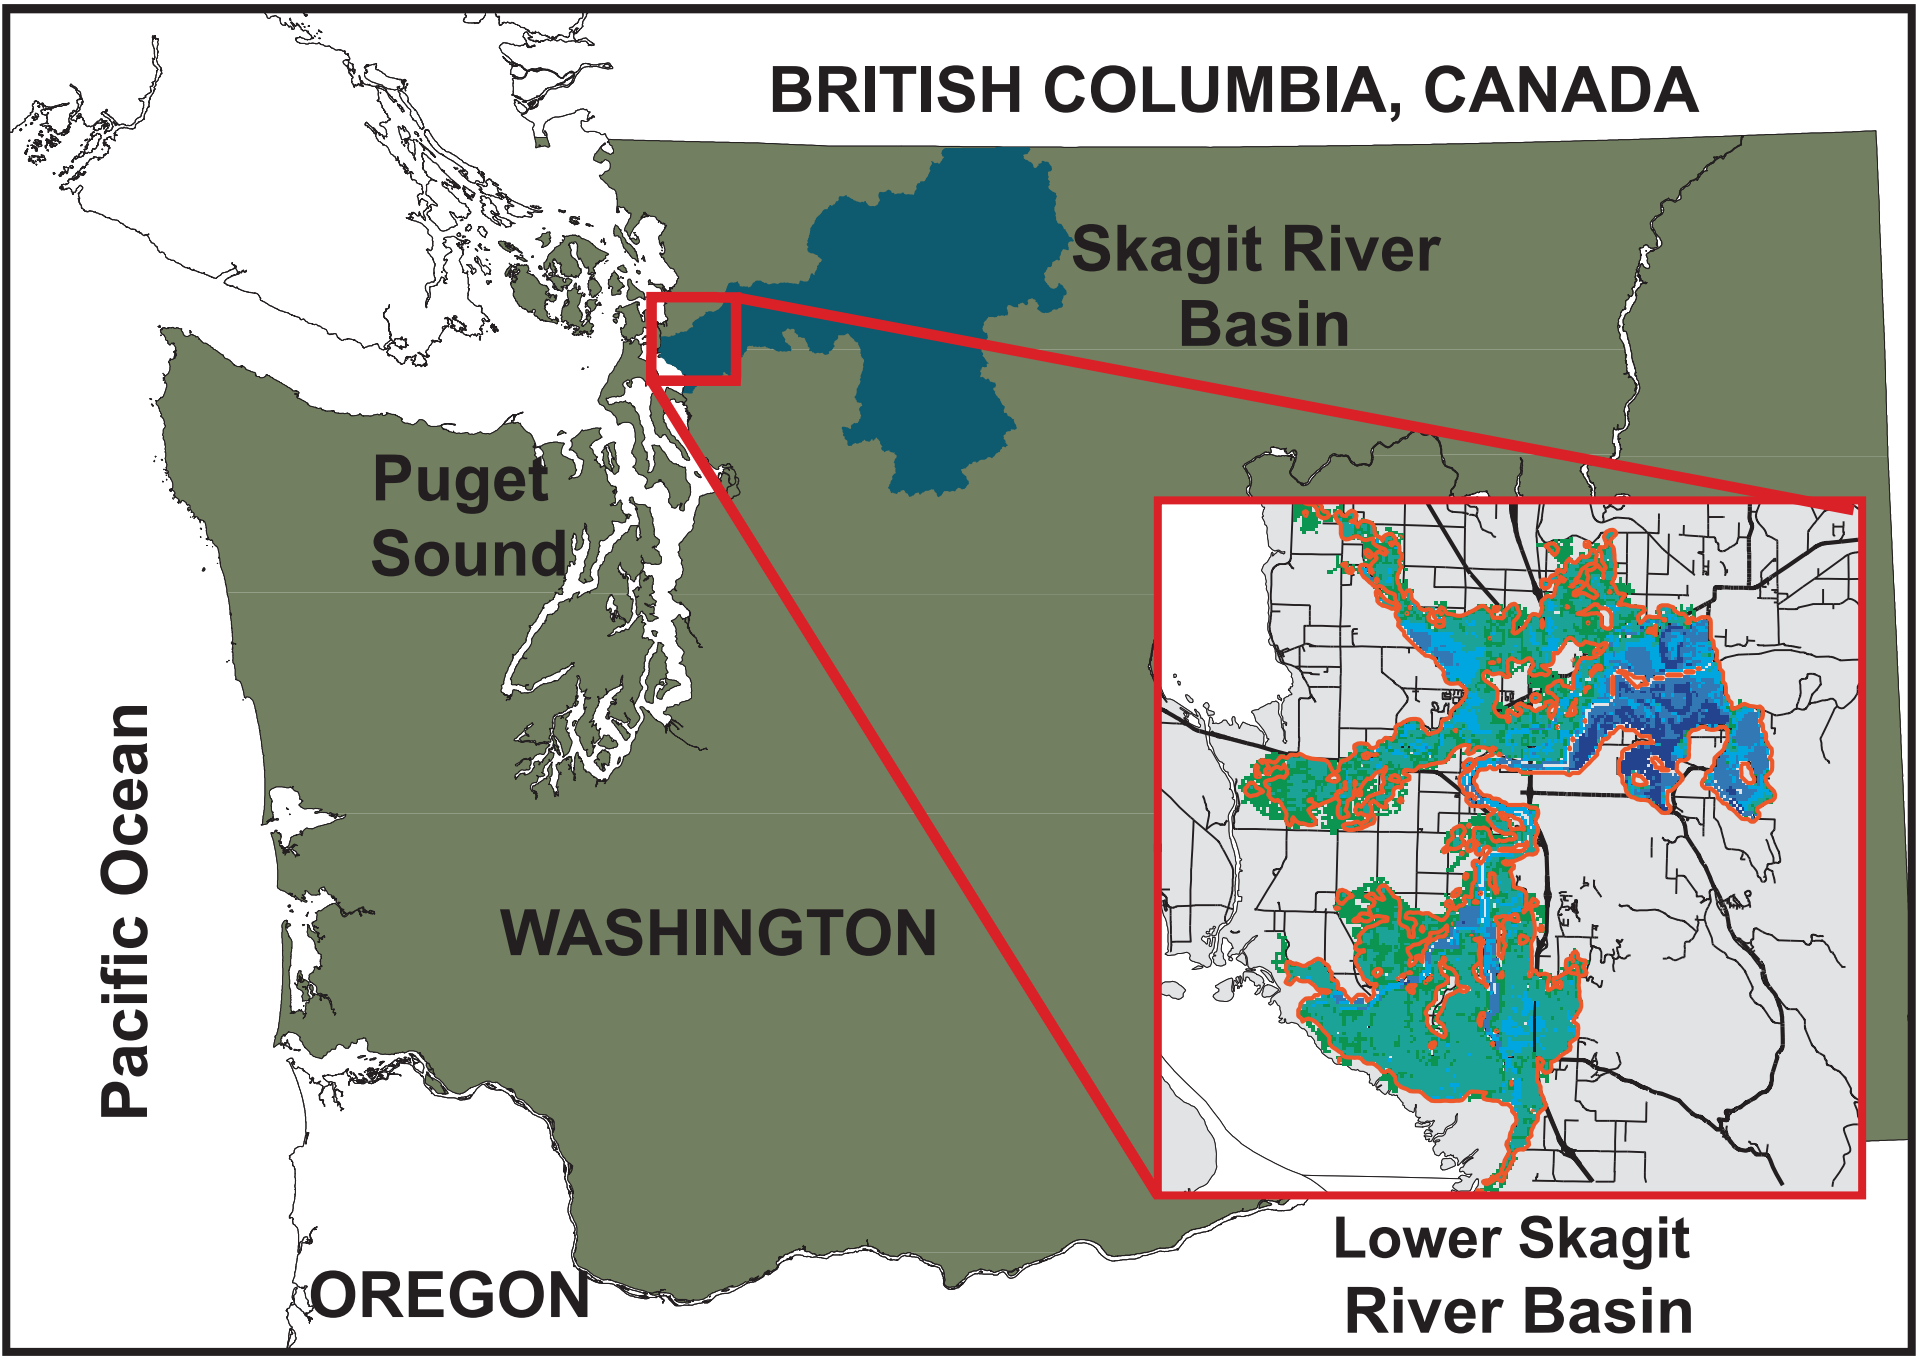 BRITISH COLUMBIA, CANADA
Skagit River
Basin
Puget
Sound
Pacific Ocean
WASHINGTON
OREGON
Lower Skagit
River Basin